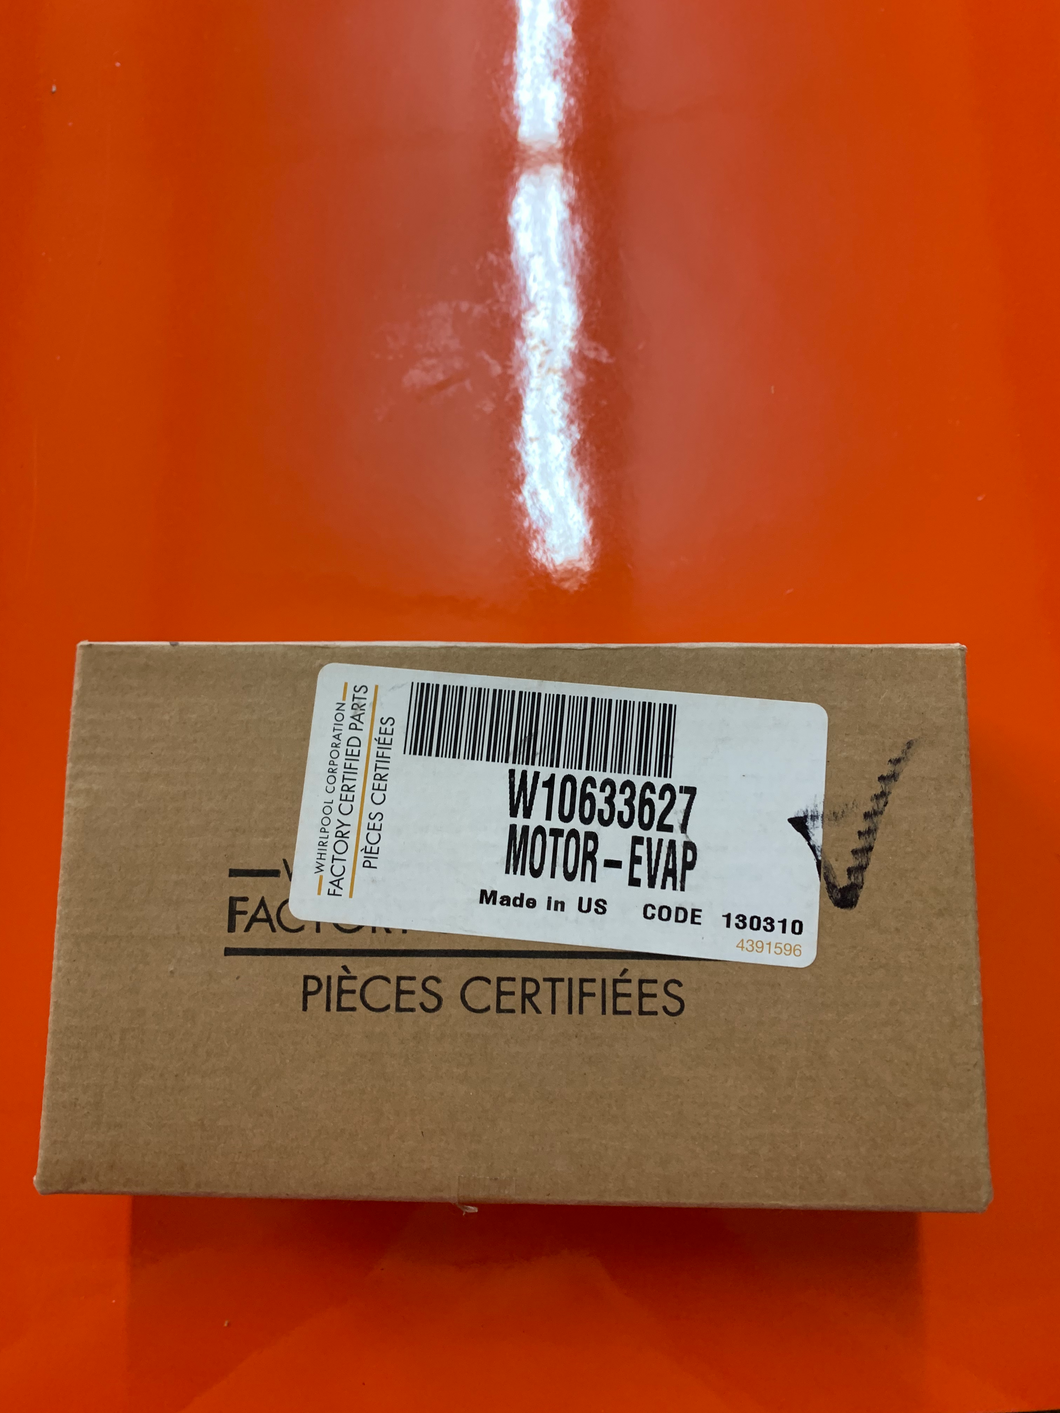 WHIRLPOOL CORPORATION
FACTORY CERTIFIED PARTS
PIÈCES CERTIFIÉES
W10633627
MOTOR-EVAP
Made in US CODE 130310
4391596
PIÈCES CERTIFIÉES